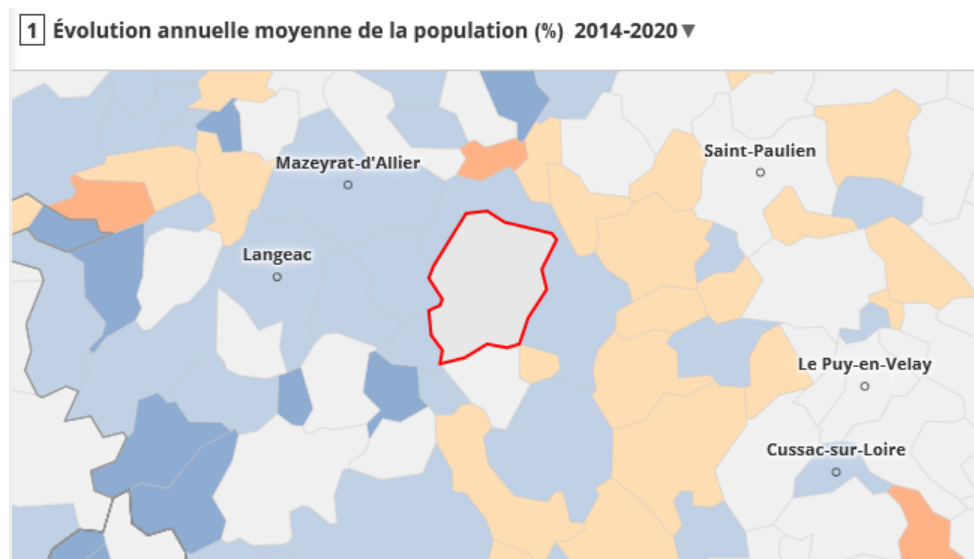 1 Évolution annuelle moyenne de la population (%) 2014-2020 ▼
Saint-Paulien
Mazeyrat-d'Allier
Langeac
Le Puy-en-Velay
Cussac-sur-Loire